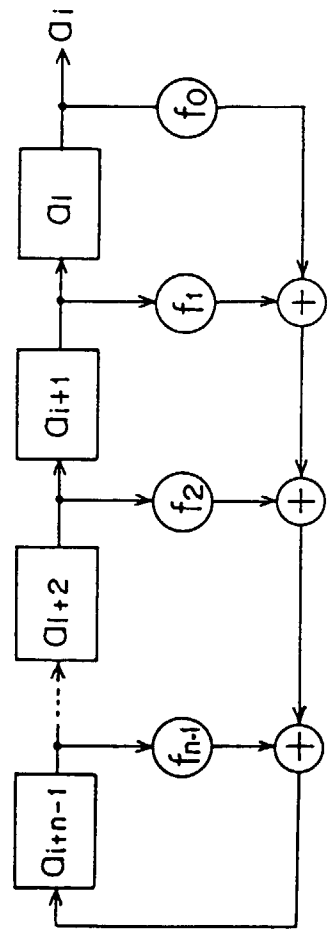 a_{i+n-1} a_{i+2} a_{i+1} a_i a_i
f_{n-1} f_2 f_1 f_0
+ + +